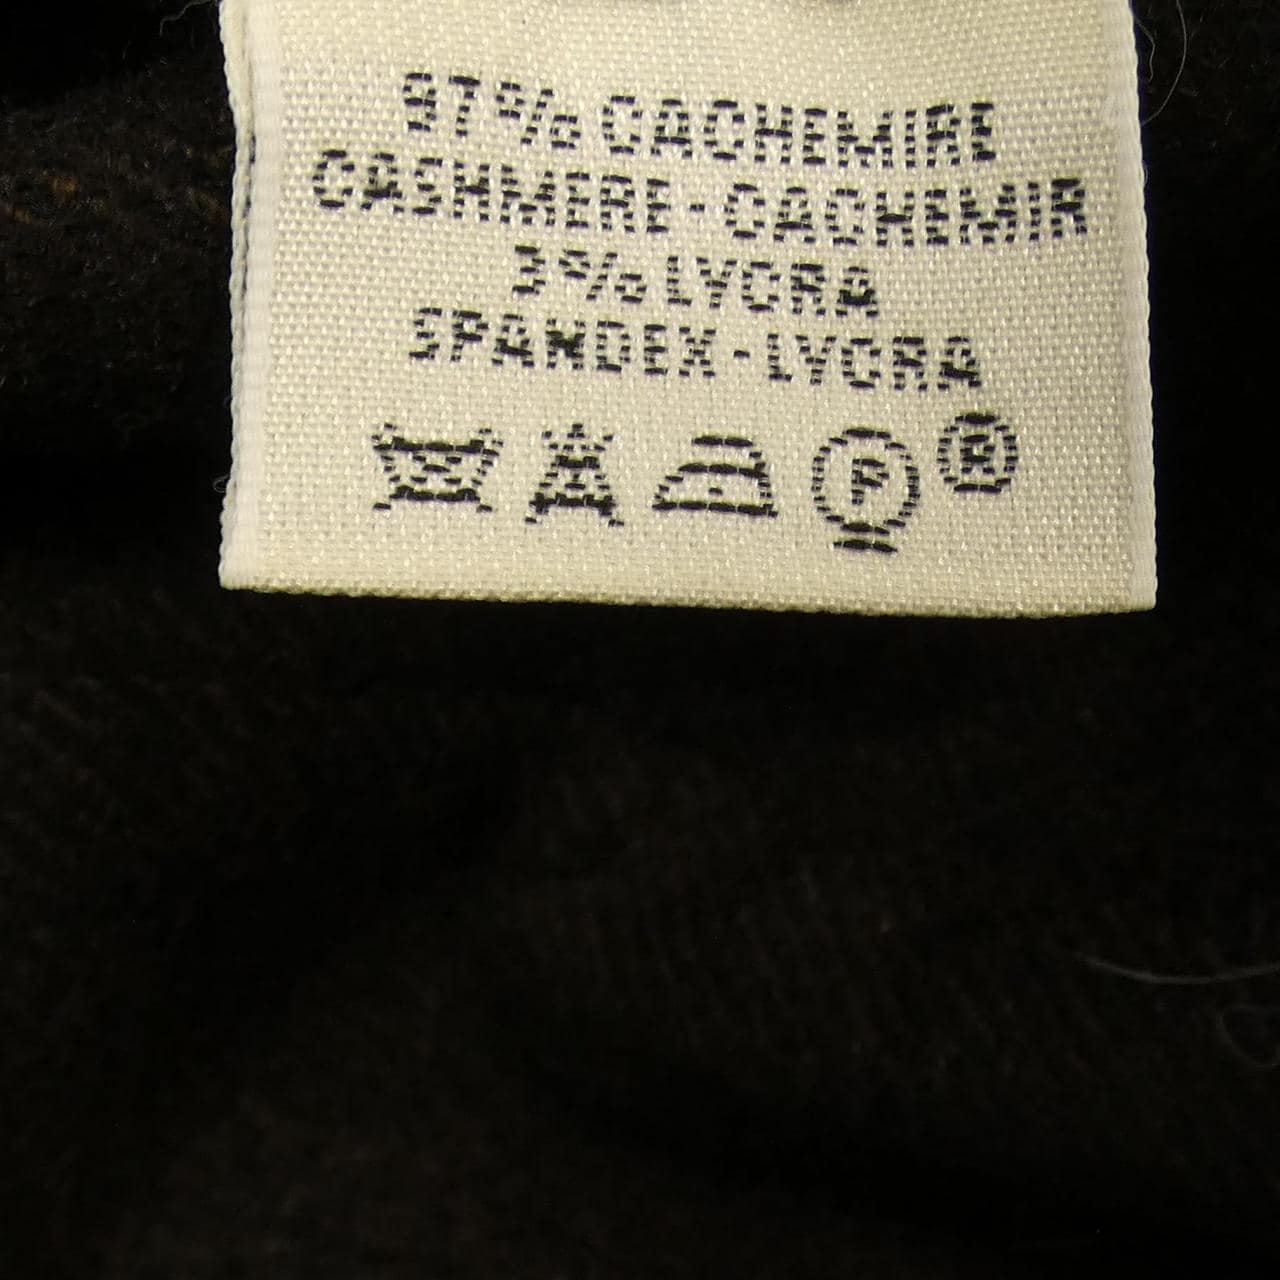 97% CACHEMIRE
CASHMERE-CACHEMIR
3% LYCRA
SPANDEX-LYCRA
P ®